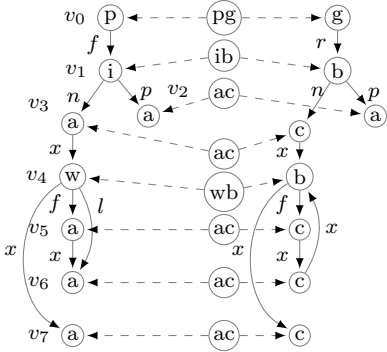 v₀ p pg g
f r
v₁ i ib b
n p v₂ ac n p
v₃ a a c a
x ac x
v₄ w wb b
f l f
x v₅ a ac c x x
x x
v₆ a ac c
v₇ a ac c